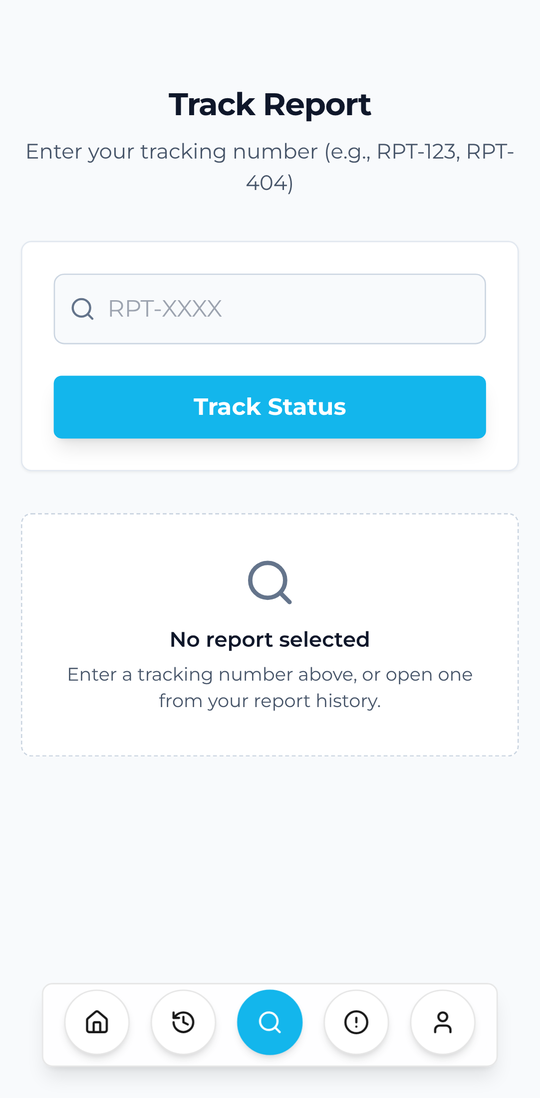 Track Report
Enter your tracking number (e.g., RPT-123, RPT-
404)
RPT-XXXX
Track Status
No report selected
Enter a tracking number above, or open one
from your report history.